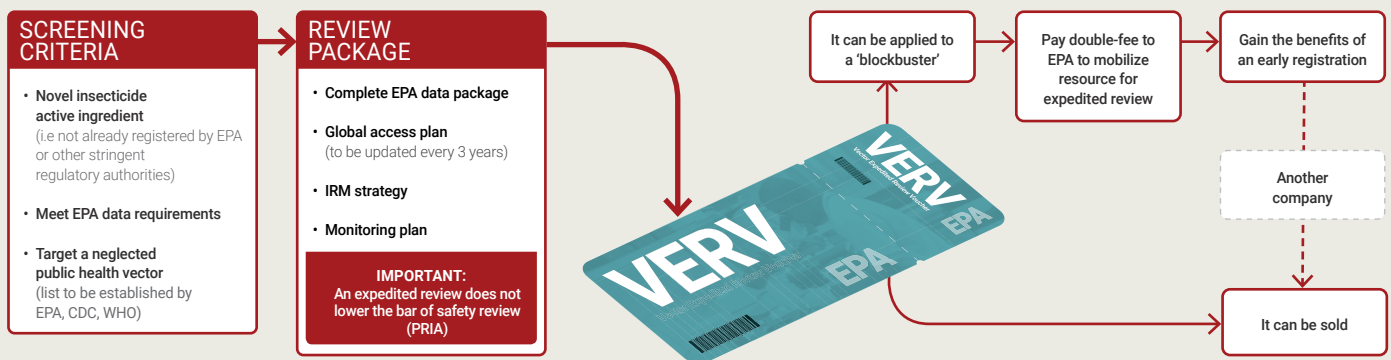 SCREENING
CRITERIA
• Novel insecticide
active ingredient
(i.e not already registered by EPA
or other stringent
regulatory authorities)
• Meet EPA data requirements
• Target a neglected
public health vector
(list to be established by
EPA, CDC, WHO)
REVIEW
PACKAGE
• Complete EPA data package
• Global access plan
(to be updated every 3 years)
• IRM strategy
• Monitoring plan
IMPORTANT:
An expedited review does not
lower the bar of safety review
(PRIA)
VERV
EPA
VERV
Vector Expedited Review Voucher
EPA
It can be applied to
a ‘blockbuster’
Pay double-fee to
EPA to mobilize
resource for
expedited review
Gain the benefits of
an early registration
Another
company
It can be sold